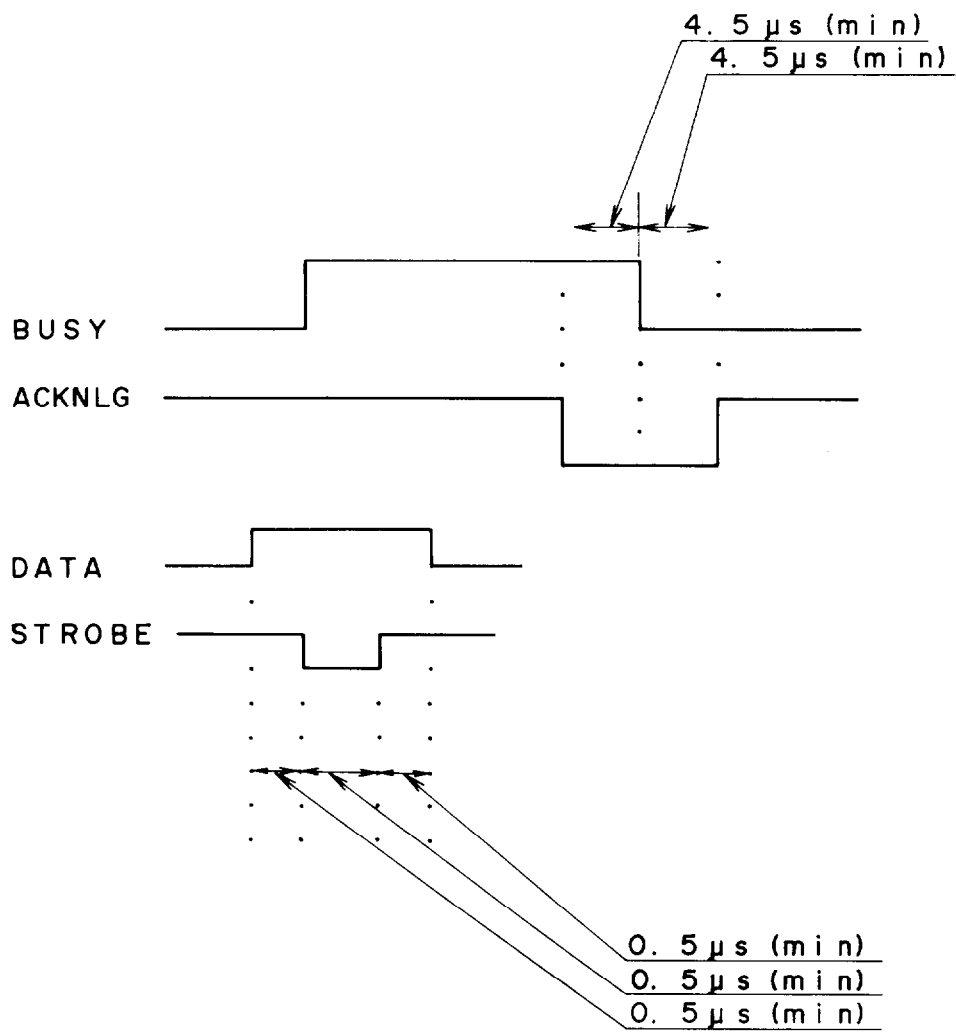 4. 5 µs (min)
4. 5 µs (min)
BUSY
ACKNLG
DATA
STROBE
0. 5 µs (min)
0. 5 µs (min)
0. 5 µs (min)